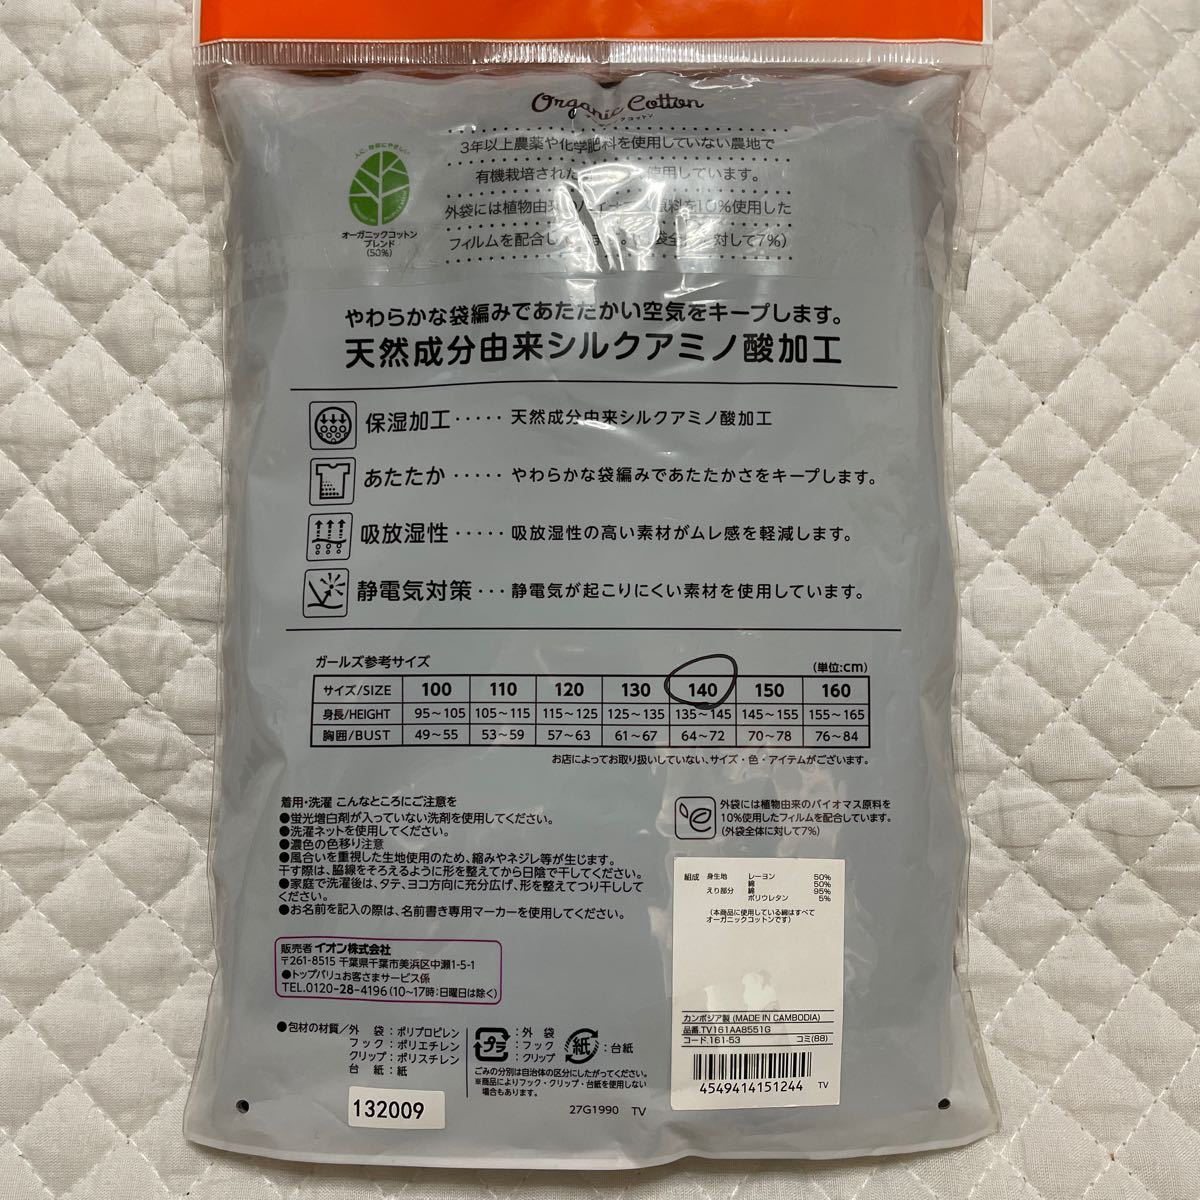 Organic Cotton
3年以上農薬や化学肥料を使用していない農地で
有機栽培された 使用しています。
外袋には植物由来のバイオマス原料を10%使用した
フィルムを配合し 対して7%)
人に、環境にやさしい
オーガニックコットン
ブレンド
(50%)
やわらかな袋編みであたたかい空気をキープします。
天然成分由来シルクアミノ酸加工
保湿加工・・・・・天然成分由来シルクアミノ酸加工
あたたか・・・・・やわらかな袋編みであたたかさをキープします。
吸放湿性・・・・・吸放湿性の高い素材がムレ感を軽減します。
静電気対策・・・静電気が起こりにくい素材を使用しています。
ガールズ参考サイズ (単位:cm)
サイズ/SIZE 100 110 120 130 140 150 160
身長/HEIGHT 95~105 105~115 115~125 125~135 135~145 145~155 155~165
胸囲/BUST 49~55 53~59 57~63 61~67 64~72 70~78 76~84
お店によってお取り扱いしていない、サイズ・色・アイテムがございます。
着用・洗濯 こんなところにご注意を
●蛍光増白剤が入っていない洗剤を使用してください。
●洗濯ネットを使用してください。
●濃色の色移り注意
●風合いを重視した生地使用のため、縮みやネジレ等が生じます。
干す際は、脇線をそろえるように形を整えてから日陰で干してください。
●家庭で洗濯後は、タテ、ヨコ方向に充分広げ、形を整えてつり干しして
ください。
●お名前を記入の際は、名前書き専用マーカーを使用してください。
外袋には植物由来のバイオマス原料を
10%使用したフィルムを配合しています。
(外袋全体に対して7%)
組成 身生地 レーヨン 50%
綿 50%
えり部分 綿 95%
ポリウレタン 5%
(本商品に使用している綿はすべて
オーガニックコットンです)
カンボジア製 (MADE IN CAMBODIA)
品番.TV161AA8551G
コード.161-53 コミ(88)
4549414151244 TV
販売者 イオン株式会社
〒261-8515 千葉県千葉市美浜区中瀬1-5-1
●トップバリュお客さまサービス係
TEL.0120-28-4196(10~17時:日曜日は除く)
●包材の材質/外 袋:ポリプロピレン
フック:ポリエチレン
クリップ:ポリスチレン
台 紙:紙
プラ :外 袋
:フック
:クリップ
紙 :台紙
ごみの分別は自治体の区分にしたがってください。
※商品によりフック・クリップ・台紙を使用しない
場合もあります。
132009
27G1990 TV